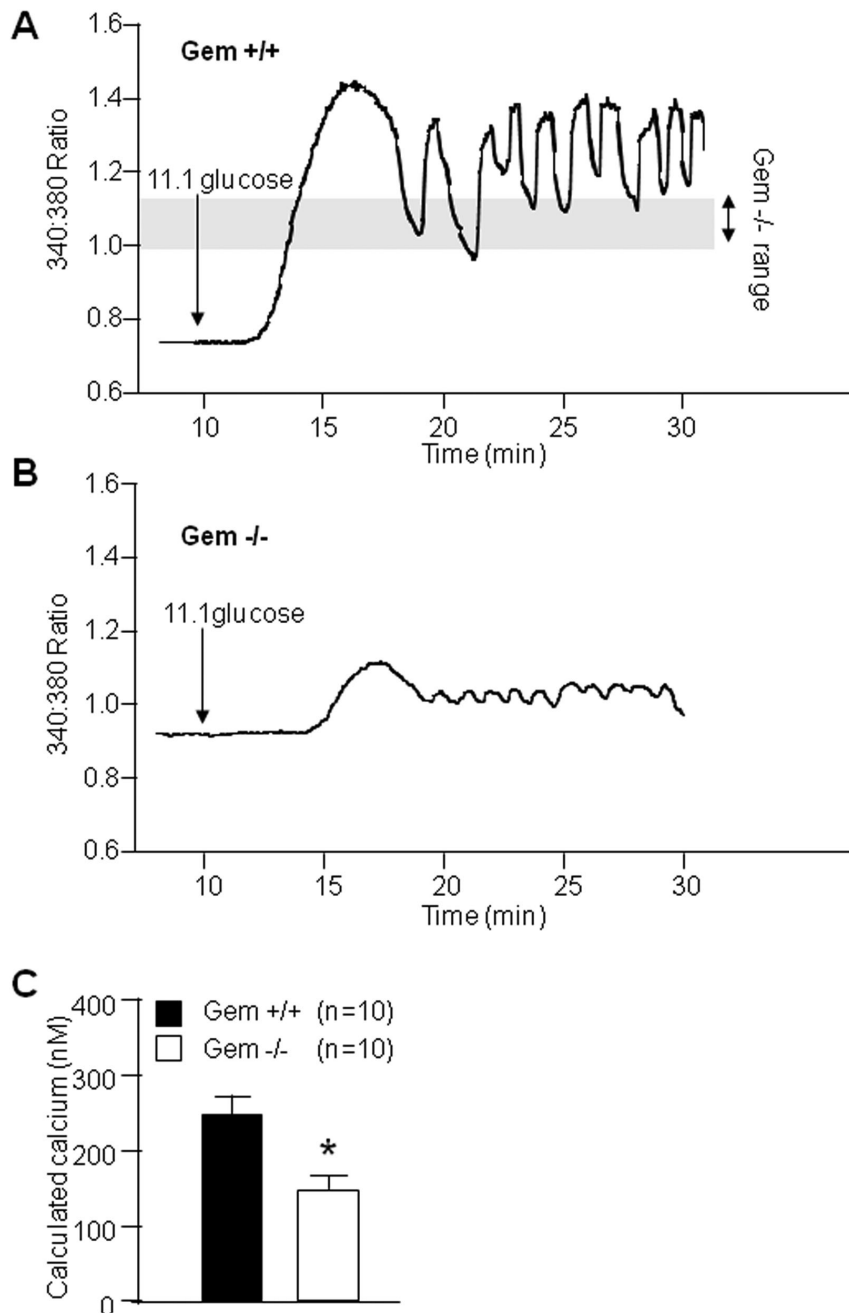 A
1.6
Gem +/+
1.4
1.2
11.1 glucose
1.0
0.8
0.6
340:380 Ratio
Gem -/- range
10 15 20 25 30
Time (min)
B
1.6
Gem -/-
1.4
1.2
11.1glucose
1.0
0.8
0.6
340:380 Ratio
10 15 20 25 30
Time (min)
C
400
300
200
100
0
Calculated calcium (nM)
Gem +/+ (n=10)
Gem -/- (n=10)
*